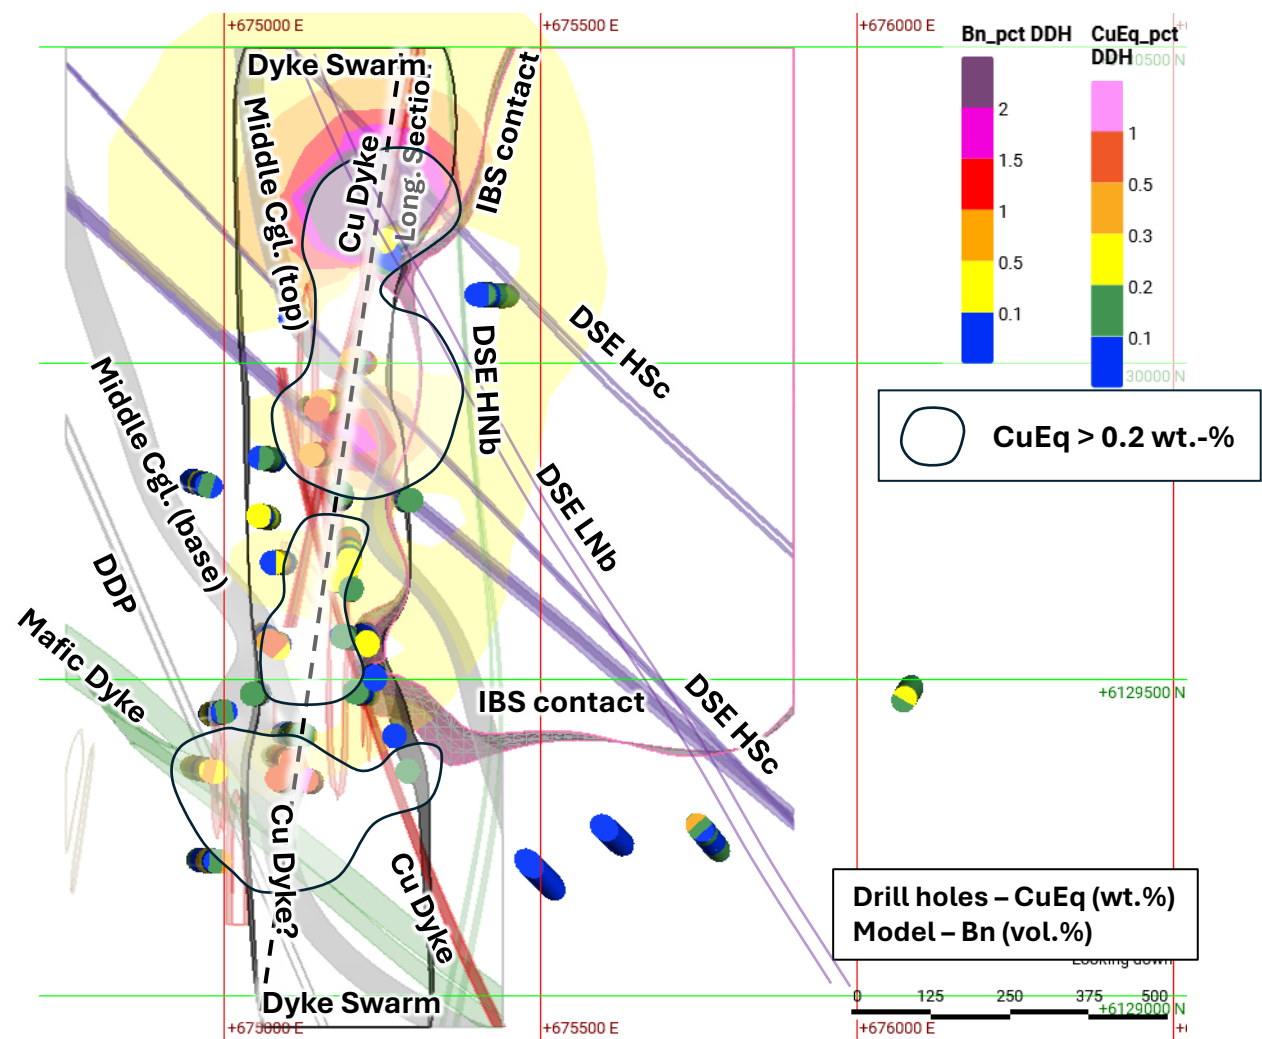 +675000 E
+675500 E
+676000 E
Bn_pct DDH
CuEq_pct
DDH
0500 N
2
1.5
1
0.5
0.1
1
0.5
0.3
0.2
0.1
30000 N
CuEq > 0.2 wt.-%
Dyke Swarm
Long. Section
IBS contact
Middle Cgl. (top)
Cu Dyke
DSE HSc
DSE HNb
Middle Cgl. (base)
DSE LNb
DDP
Mafic Dyke
IBS contact
DSE HSc
+6129500 N
Cu Dyke?
Cu Dyke
Drill holes – CuEq (wt.%)
Model – Bn (vol.%)
Looking down
Dyke Swarm
0 125 250 375 500
+6129000 N
+675000 E
+675500 E
+676000 E